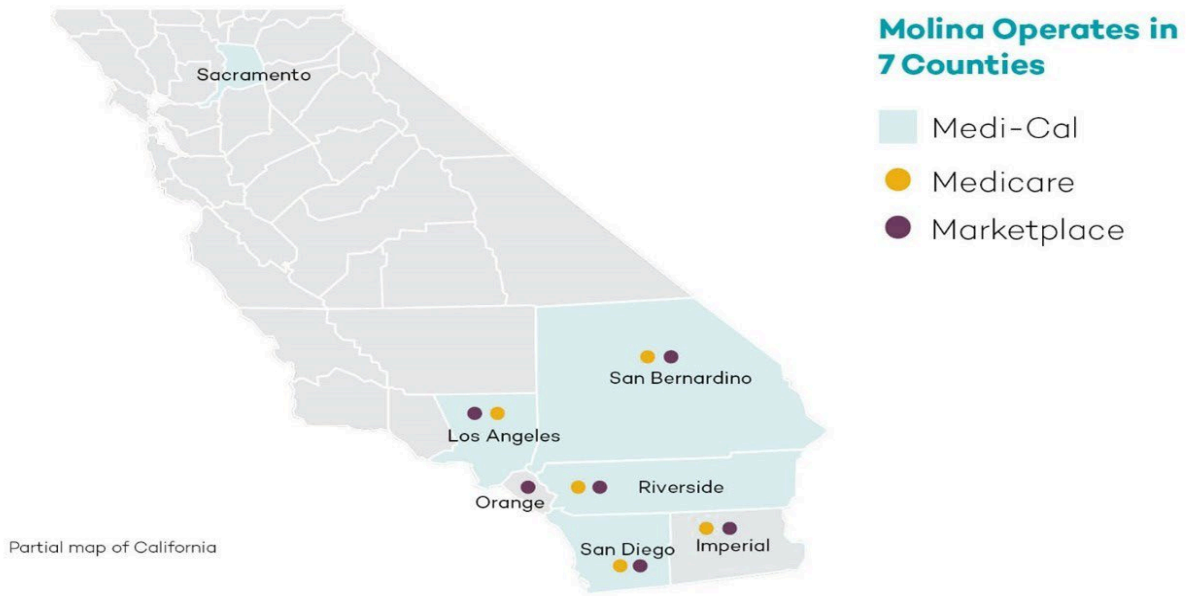 Molina Operates in
7 Counties
Medi-Cal
Medicare
Marketplace
Sacramento
San Bernardino
Los Angeles
Riverside
Orange
San Diego
Imperial
Partial map of California